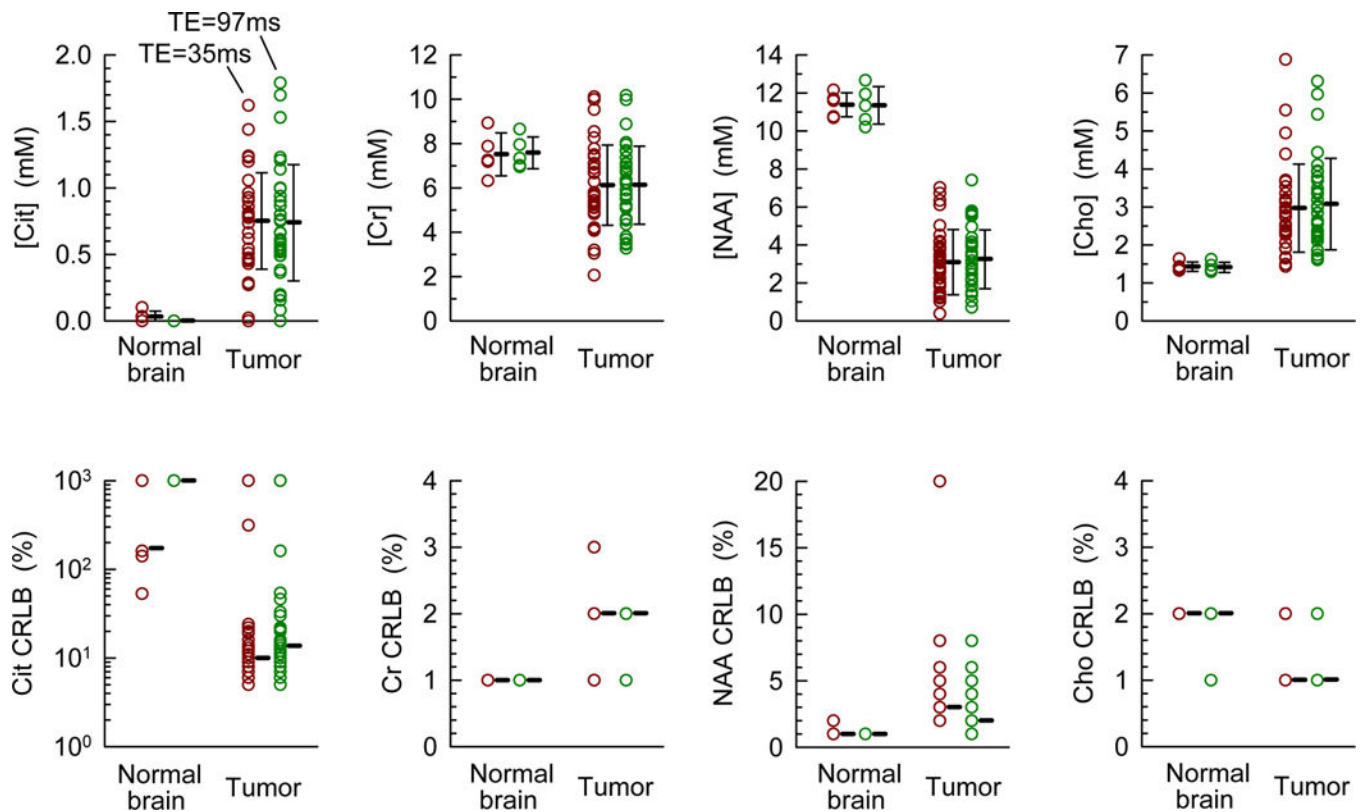 TE=97ms
TE=35ms
[Cit] (mM)
2.0
1.5
1.0
0.5
0.0
Normal brain
Tumor
[Cr] (mM)
12
10
8
6
4
2
0
Normal brain
Tumor
[NAA] (mM)
14
12
10
8
6
4
2
0
Normal brain
Tumor
[Cho] (mM)
7
6
5
4
3
2
1
0
Normal brain
Tumor
Cit CRLB (%)
10³
10²
10¹
10⁰
Normal brain
Tumor
Cr CRLB (%)
4
3
2
1
0
Normal brain
Tumor
NAA CRLB (%)
20
15
10
5
0
Normal brain
Tumor
Cho CRLB (%)
4
3
2
1
0
Normal brain
Tumor